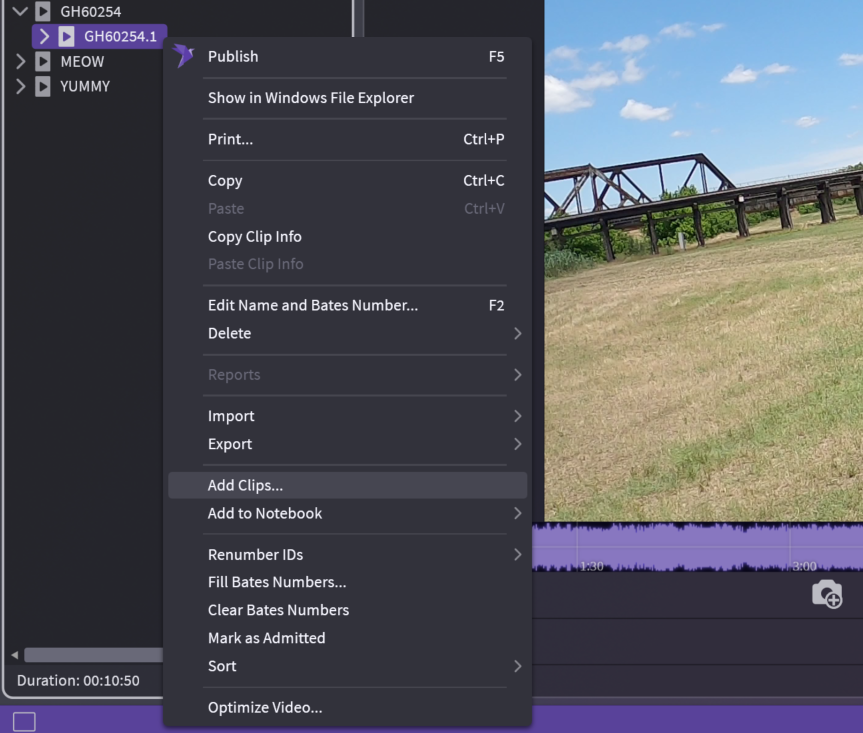 GH60254
GH60254.1
MEOW
YUMMY
Publish F5
Show in Windows File Explorer
Print... Ctrl+P
Copy Ctrl+C
Paste Ctrl+V
Copy Clip Info
Paste Clip Info
Edit Name and Bates Number... F2
Delete
Reports
Import
Export
Add Clips...
Add to Notebook
Renumber IDs
1:30 3:00
Fill Bates Numbers...
Clear Bates Numbers
Mark as Admitted
Sort
Duration: 00:10:50
Optimize Video...